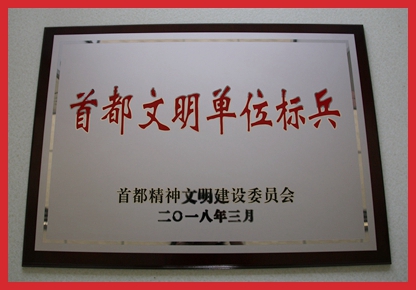 首都文明单位标兵
首都精神文明建设委员会
二〇一八年三月